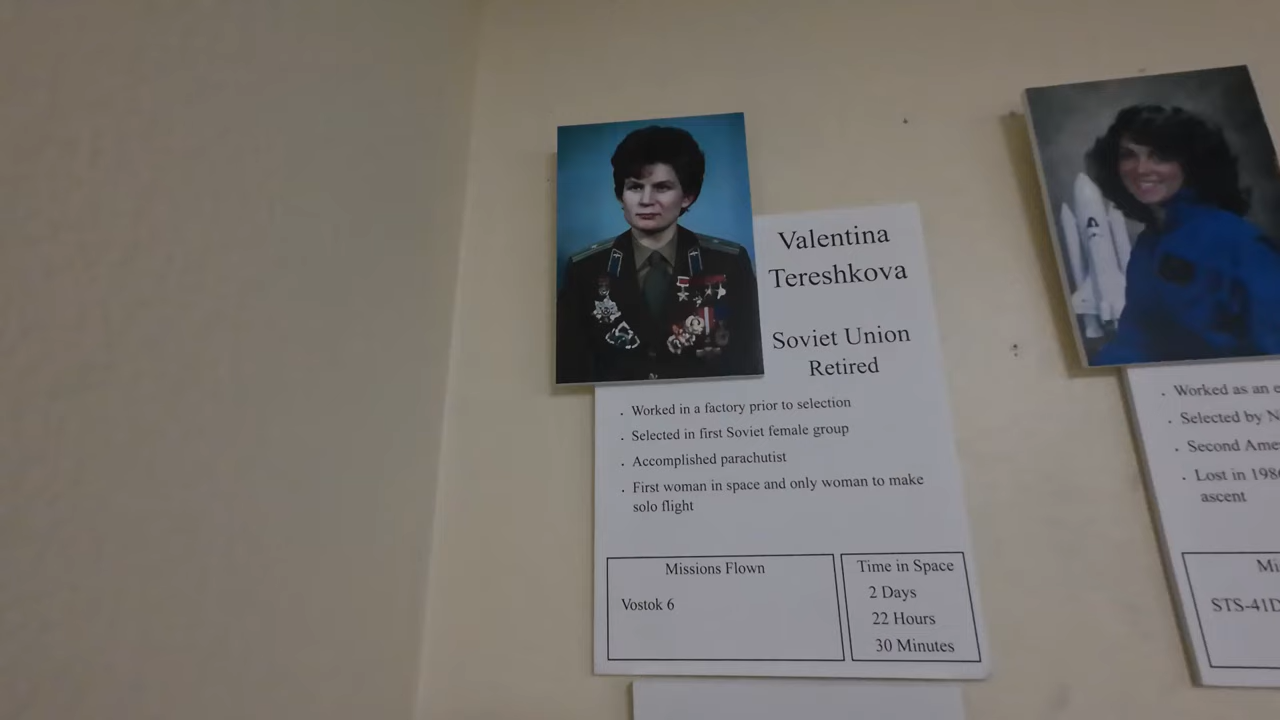 Valentina
Tereshkova
Soviet Union
Retired
. Worked in a factory prior to selection
. Selected in first Soviet female group
. Accomplished parachutist
. First woman in space and only woman to make
solo flight
Missions Flown
Vostok 6
Time in Space
2 Days
22 Hours
30 Minutes
. Worked as an
. Selected by
. Second
. Lost in
ascent
STS-41D